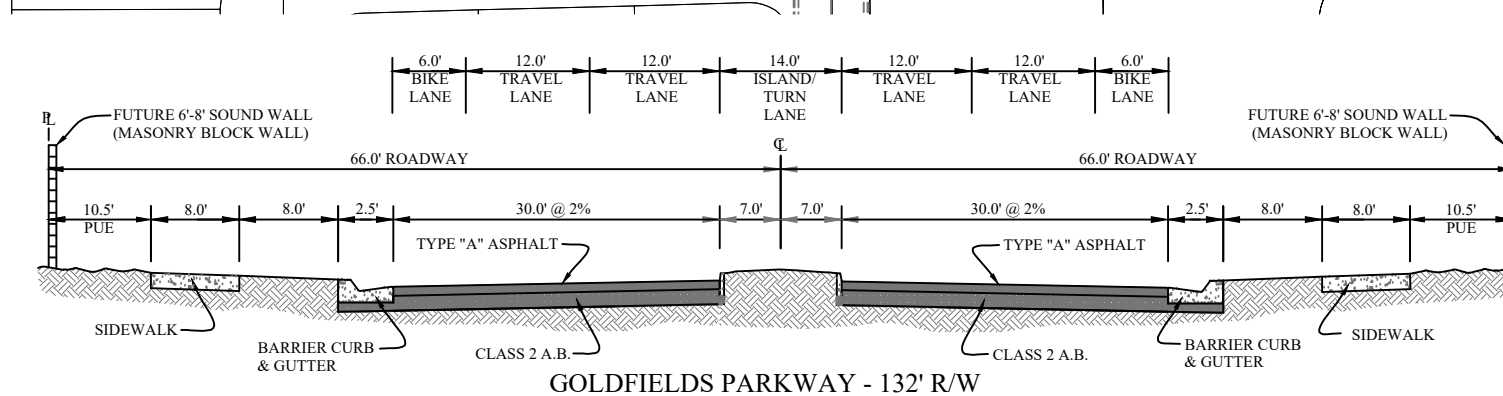 6.0' 12.0' 12.0' 14.0' 12.0' 12.0' 6.0'
BIKE TRAVEL TRAVEL ISLAND/ TRAVEL TRAVEL BIKE
LANE LANE LANE TURN LANE LANE LANE
LANE
PL FUTURE 6'-8' SOUND WALL FUTURE 6'-8' SOUND WALL
(MASONRY BLOCK WALL) (MASONRY BLOCK WALL)
CL
66.0' ROADWAY 66.0' ROADWAY
10.5' 8.0' 8.0' 2.5' 30.0' @ 2% 7.0' 7.0' 30.0' @ 2% 2.5' 8.0' 8.0' 10.5'
PUE PUE
TYPE "A" ASPHALT TYPE "A" ASPHALT
SIDEWALK SIDEWALK
BARRIER CURB BARRIER CURB
& GUTTER & GUTTER
CLASS 2 A.B. CLASS 2 A.B.
GOLDFIELDS PARKWAY - 132' R/W